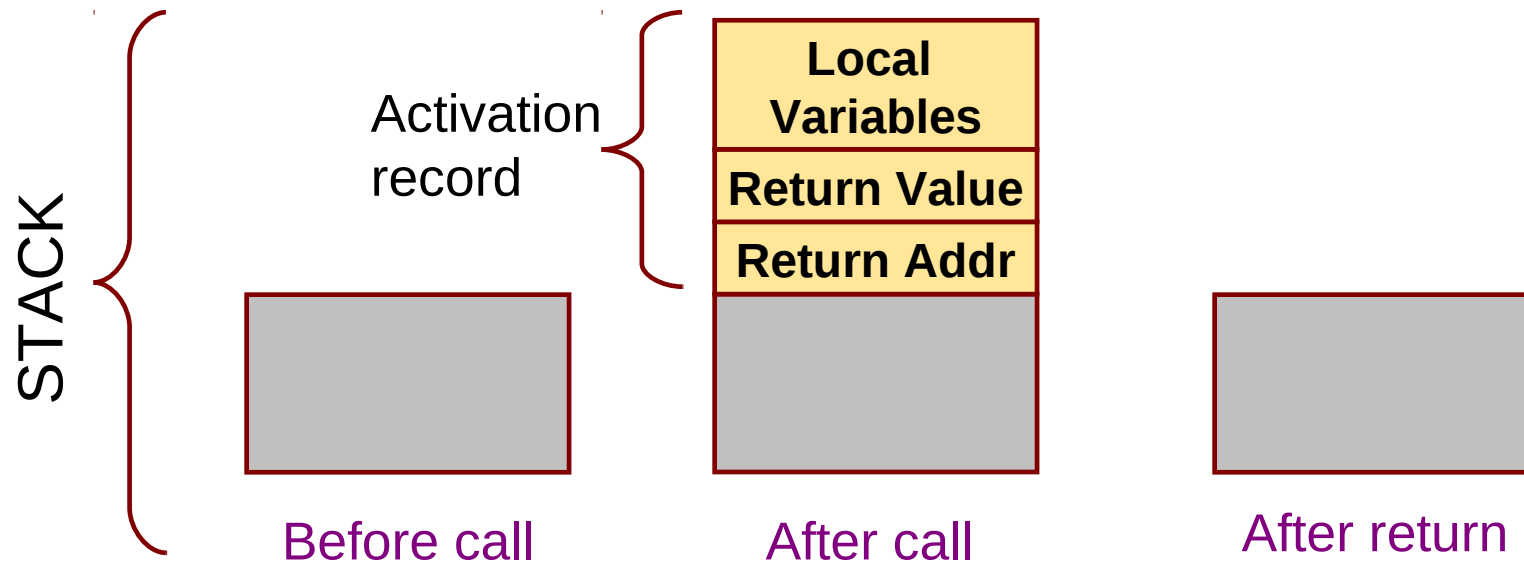 STACK
Activation
record
Local
Variables
Return Value
Return Addr
Before call
After call
After return